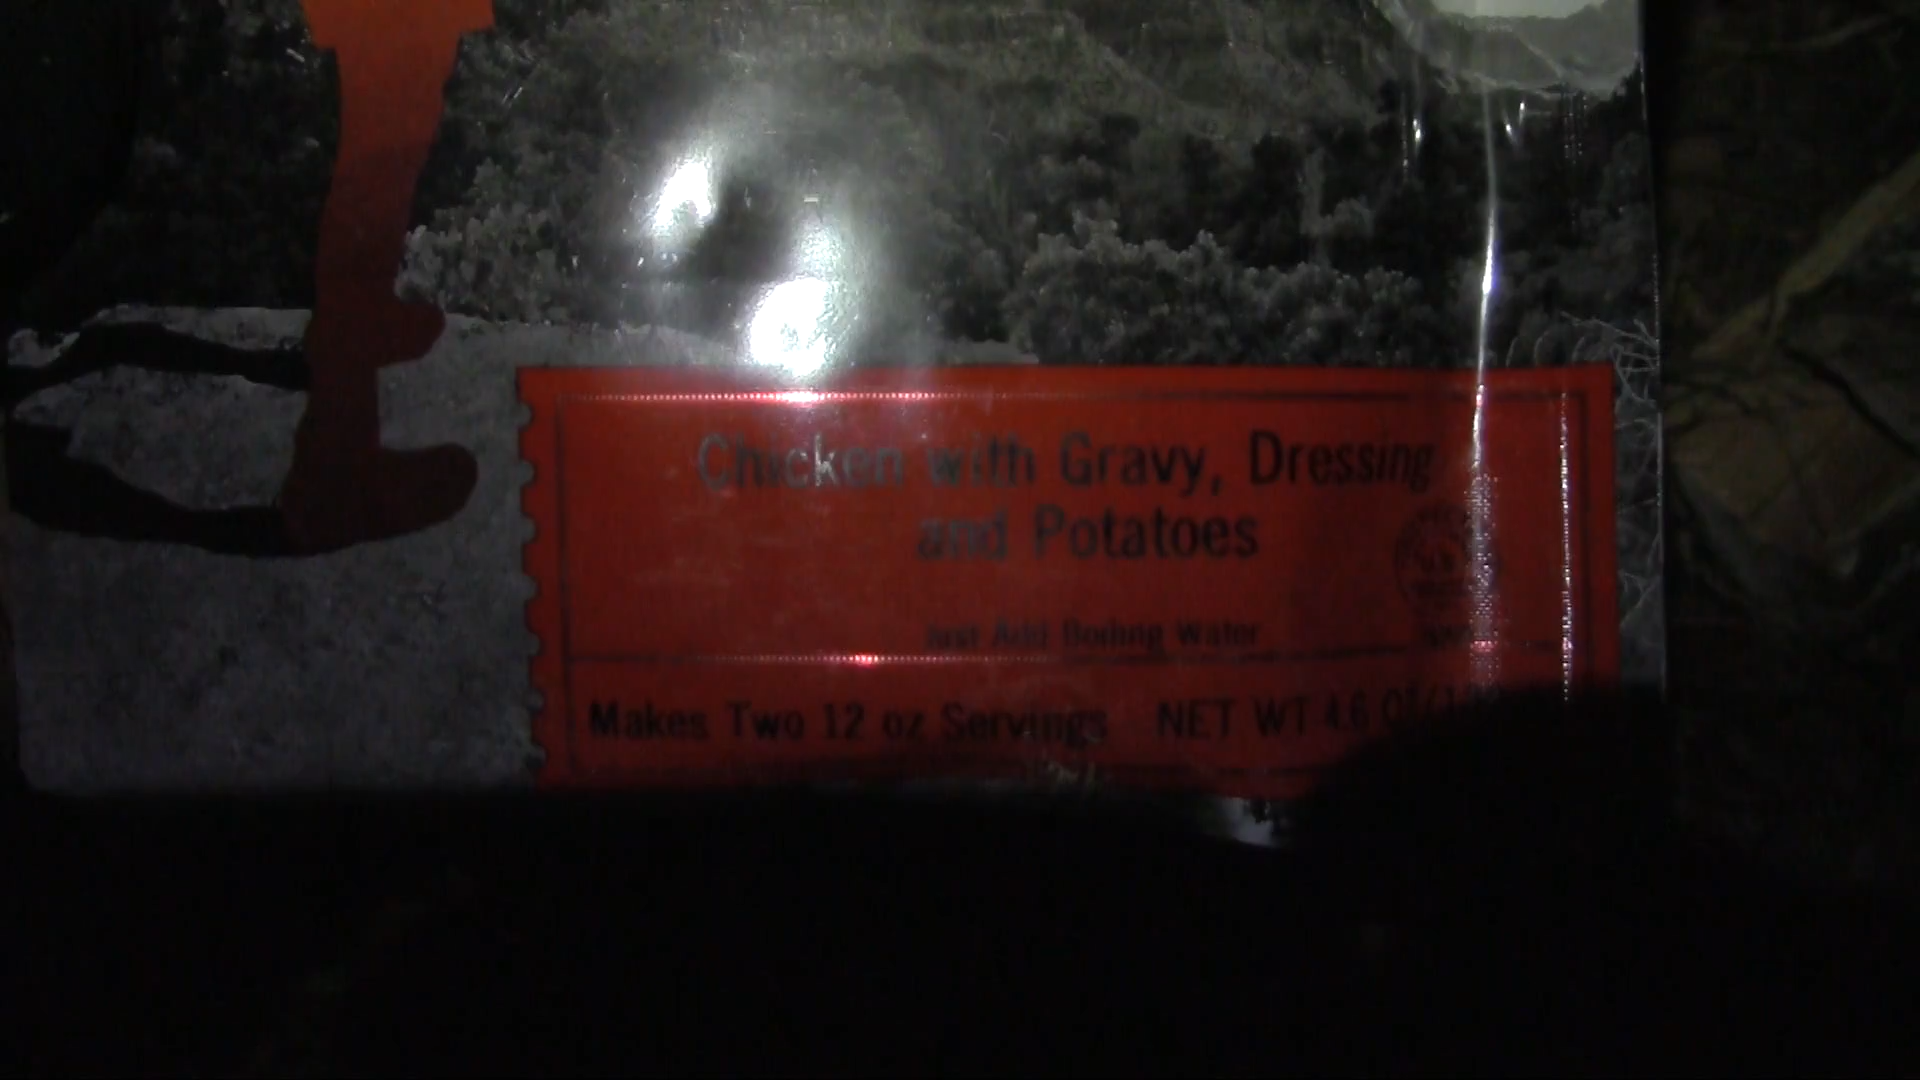 Chicken with Gravy, Dressing
and Potatoes
Just Add Boiling Water
Makes Two 12 oz Servings NET WT 4.6 OZ